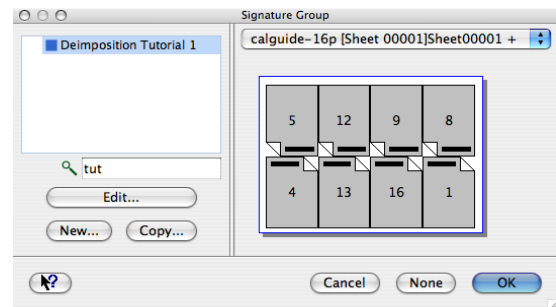 Signature Group
Deimposition Tutorial 1
tut
Edit...
New... Copy...
calguide-16p [Sheet 00001]Sheet00001 +
5 12 9 8
4 13 16 1
?
Cancel None OK